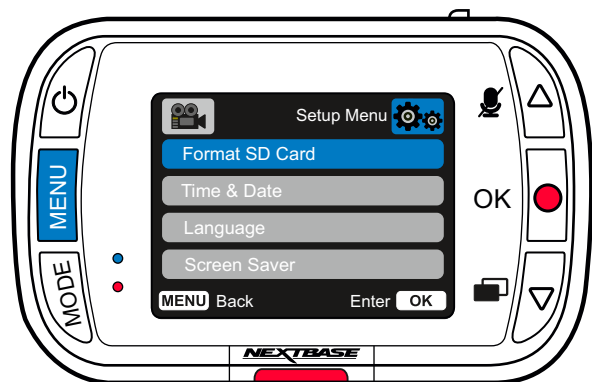 Setup Menu
MENU
Format SD Card
Time & Date
OK
Language
MODE
Screen Saver
MENU Back Enter OK
NEXTBASE